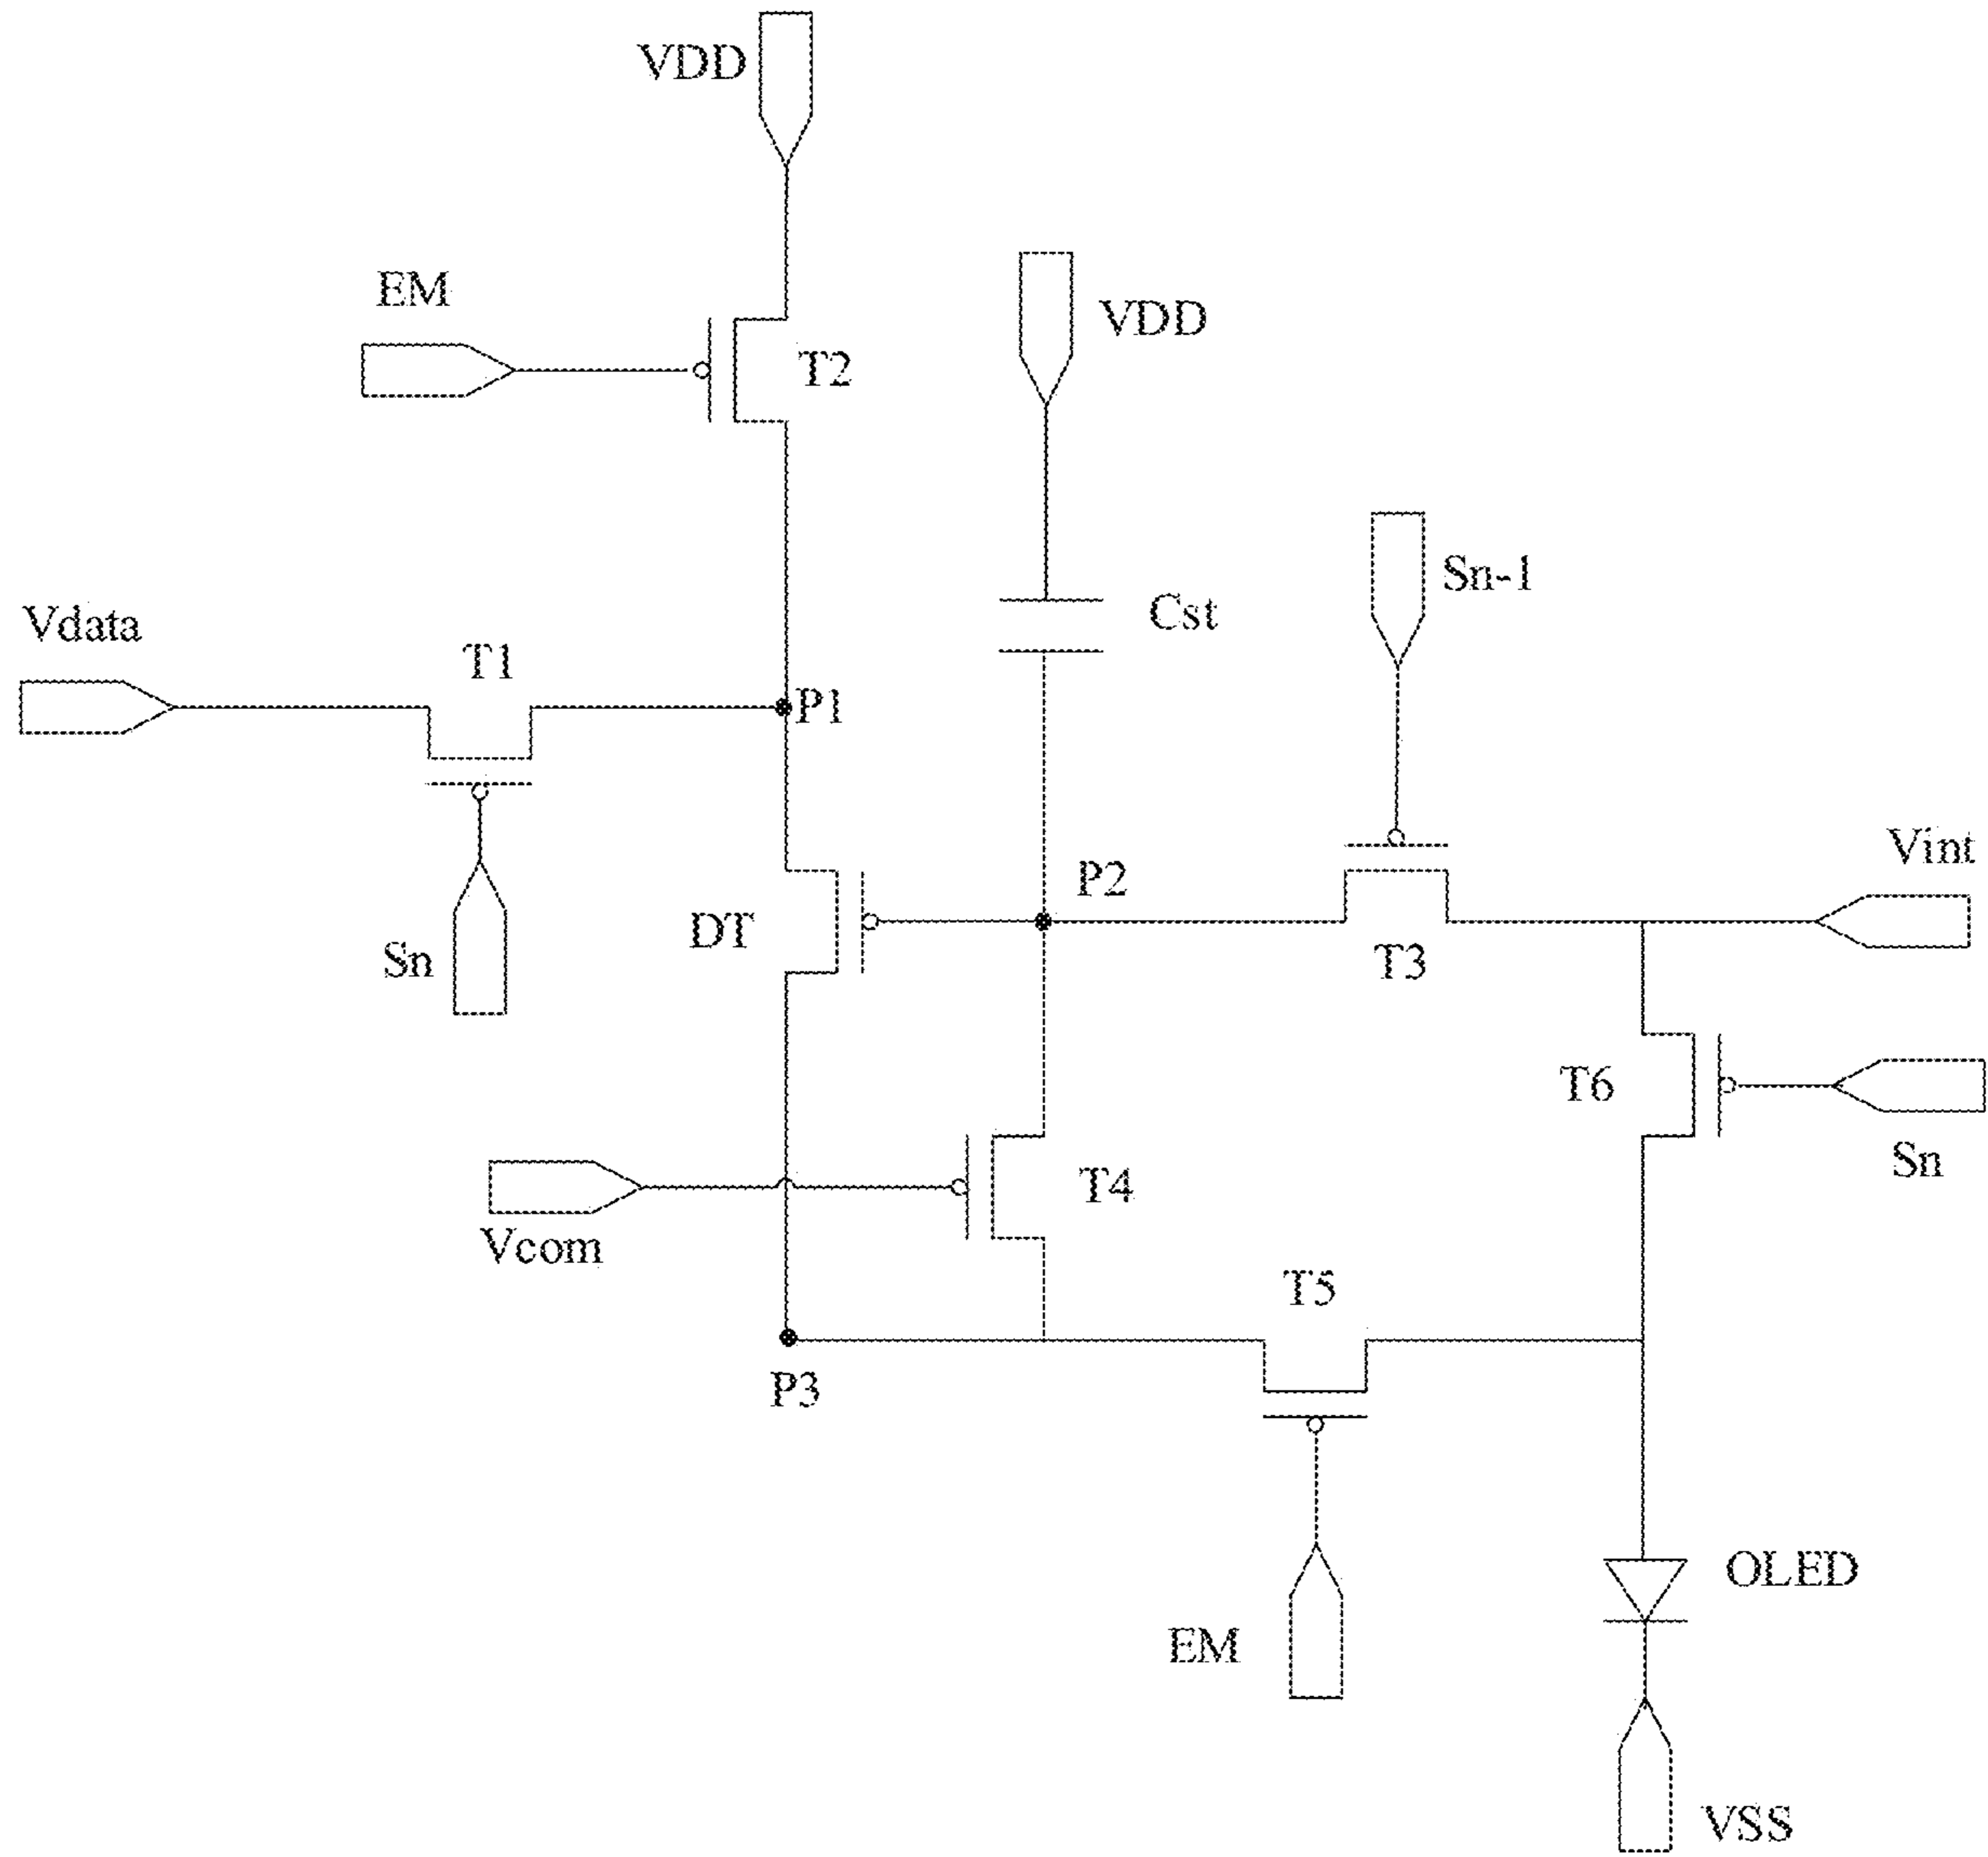 VDD
EM
T2
VDD
Sn-1
Cst
Vdata
T1
P1
Vint
P2
DT
Sn
T3
T6
Sn
T4
Vcom
T5
P3
OLED
EM
VSS